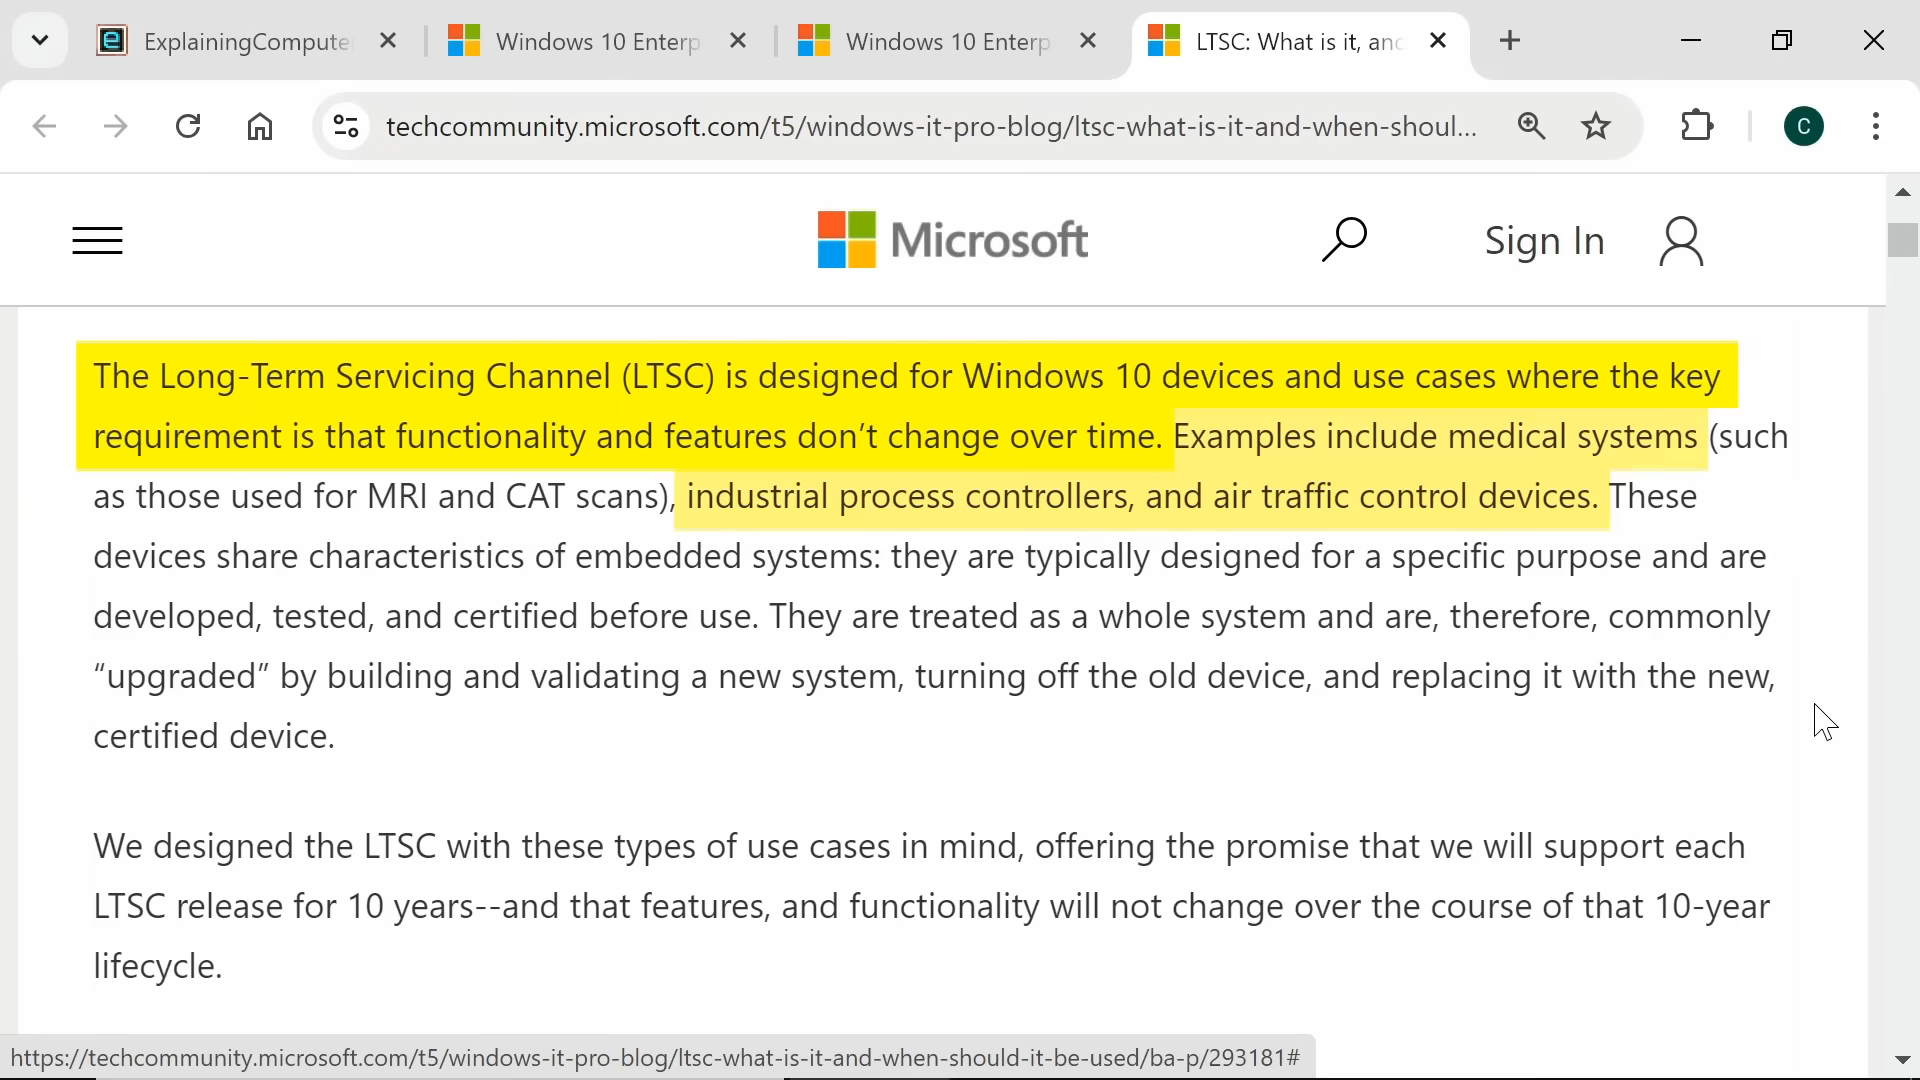 ExplainingCompute
Windows 10 Enterp
Windows 10 Enterp
LTSC: What is it, and
techcommunity.microsoft.com/t5/windows-it-pro-blog/ltsc-what-is-it-and-when-shoul...
C
Microsoft
Sign In
The Long-Term Servicing Channel (LTSC) is designed for Windows 10 devices and use cases where the key
requirement is that functionality and features don’t change over time. Examples include medical systems (such
as those used for MRI and CAT scans), industrial process controllers, and air traffic control devices. These
devices share characteristics of embedded systems: they are typically designed for a specific purpose and are
developed, tested, and certified before use. They are treated as a whole system and are, therefore, commonly
“upgraded” by building and validating a new system, turning off the old device, and replacing it with the new,
certified device.
We designed the LTSC with these types of use cases in mind, offering the promise that we will support each
LTSC release for 10 years--and that features, and functionality will not change over the course of that 10-year
lifecycle.
https://techcommunity.microsoft.com/t5/windows-it-pro-blog/ltsc-what-is-it-and-when-should-it-be-used/ba-p/293181#